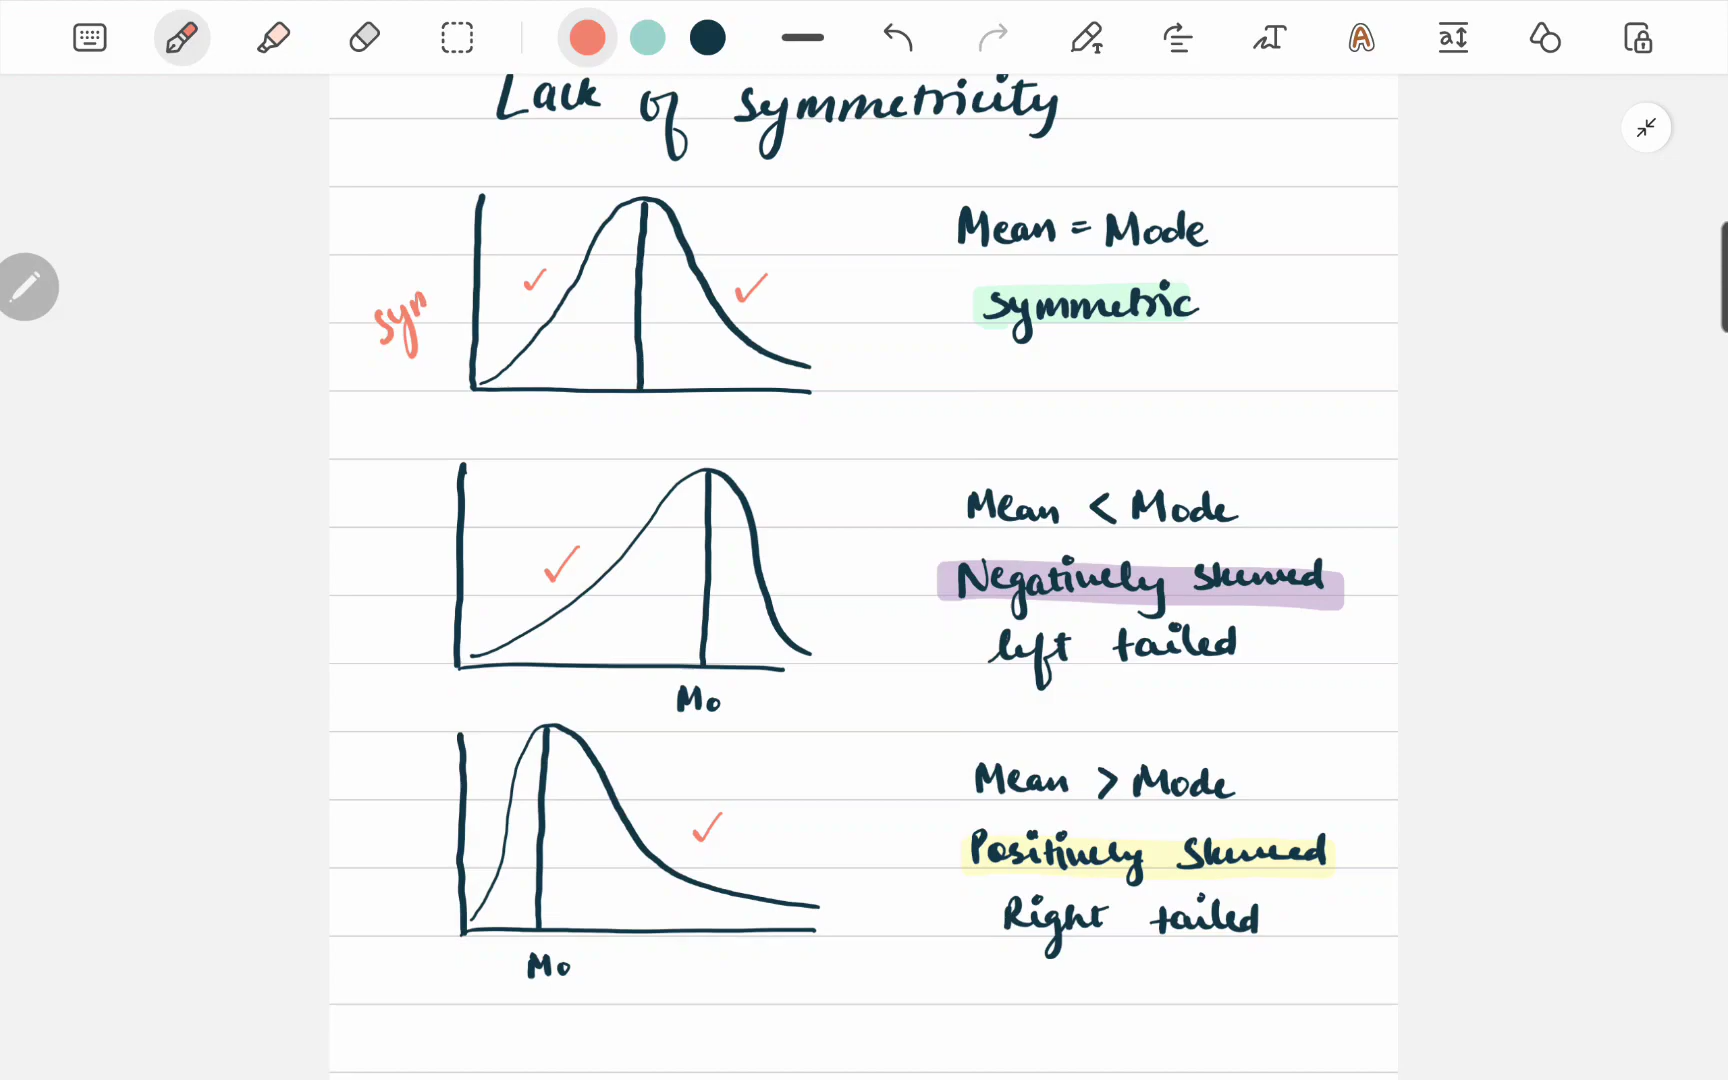 Lack of symmetricity
Mean = Mode
Symmetric
sym
Mean < Mode
Negatively Skewed
left tailed
Mo
Mean > Mode
Positively Skewed
Right tailed
Mo